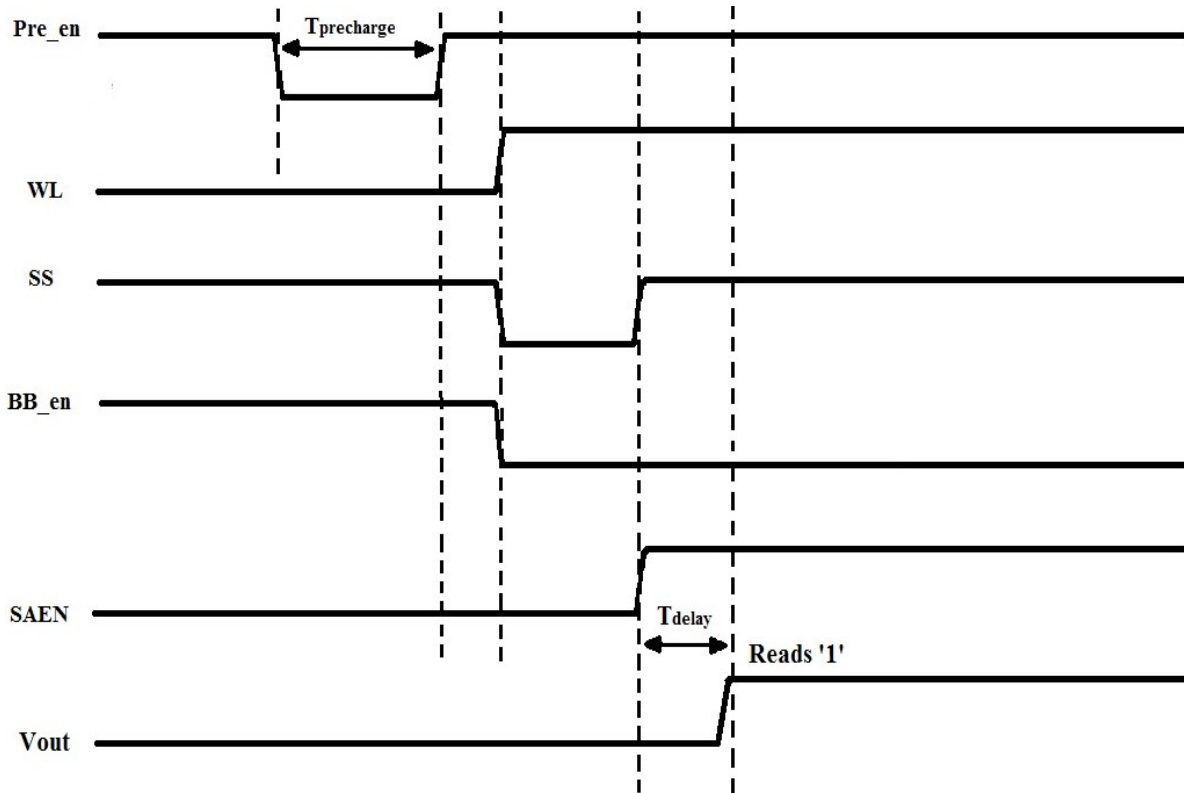 Pre_en
Tprecharge
WL
SS
BB_en
SAEN
Tdelay
Reads '1'
Vout